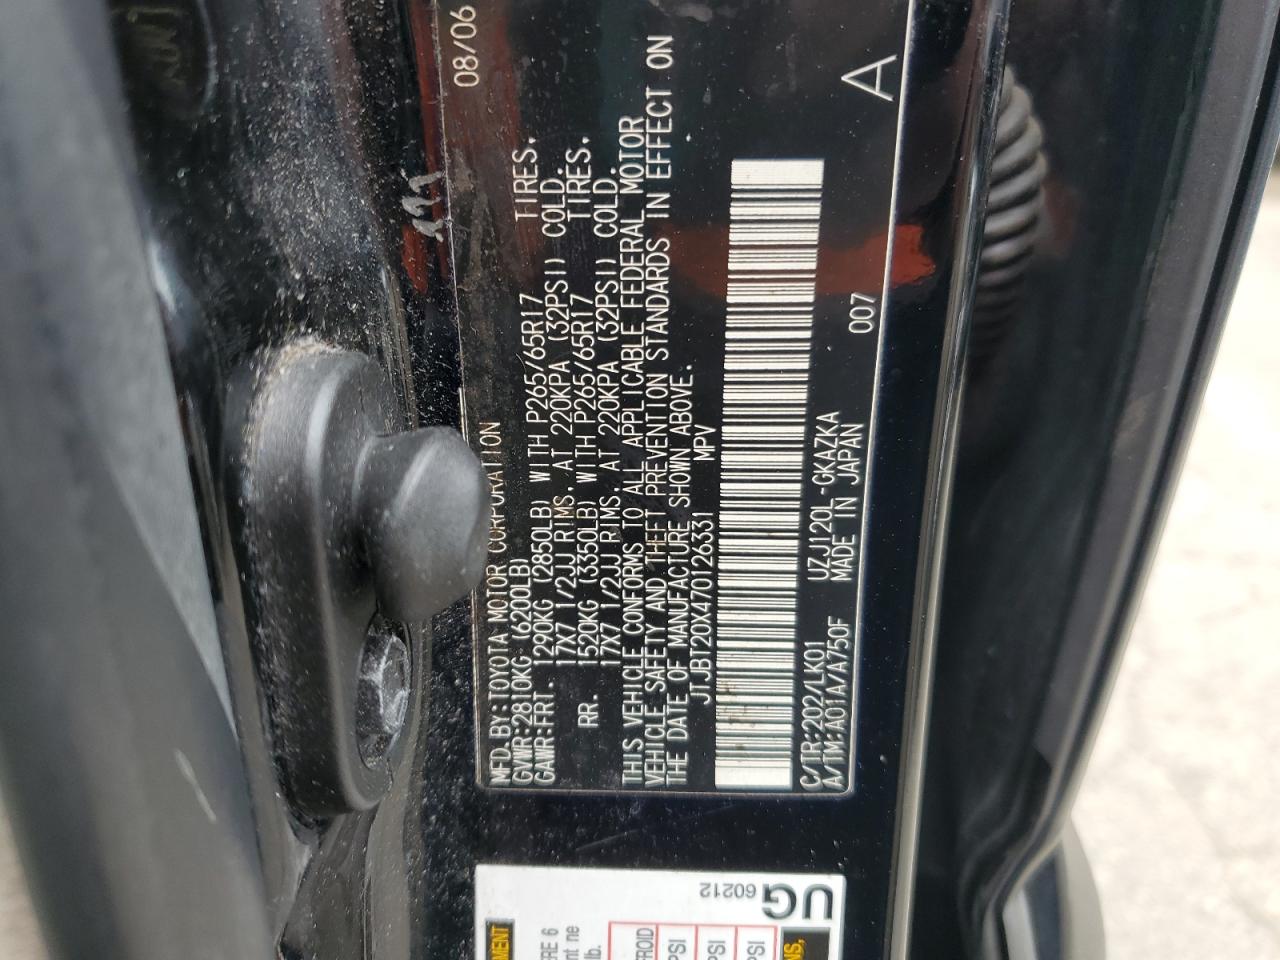 08/06
MFD. BY: TOYOTA MOTOR CORPORATION
GVWR: 2810KG (6200LB)
GAWR: FRT. 1290KG (2850LB) WITH P265/65R17 TIRES.
17X7 1/2JJ RIMS. AT 220KPA (32PSI) COLD.
RR. 1520KG (3350LB) WITH P265/65R17 TIRES.
17X7 1/2JJ RIMS. AT 220KPA (32PSI) COLD.
THIS VEHICLE CONFORMS TO ALL APPLICABLE FEDERAL MOTOR
VEHICLE SAFETY AND THEFT PREVENTION STANDARDS IN EFFECT ON
THE DATE OF MANUFACTURE SHOWN ABOVE.
JTJBT20X470126331 MPV
C/TR: 202/LK01 UZJ120L-GKAZKA 007 A
A/TM: A01A/A750F MADE IN JAPAN
UG
60212